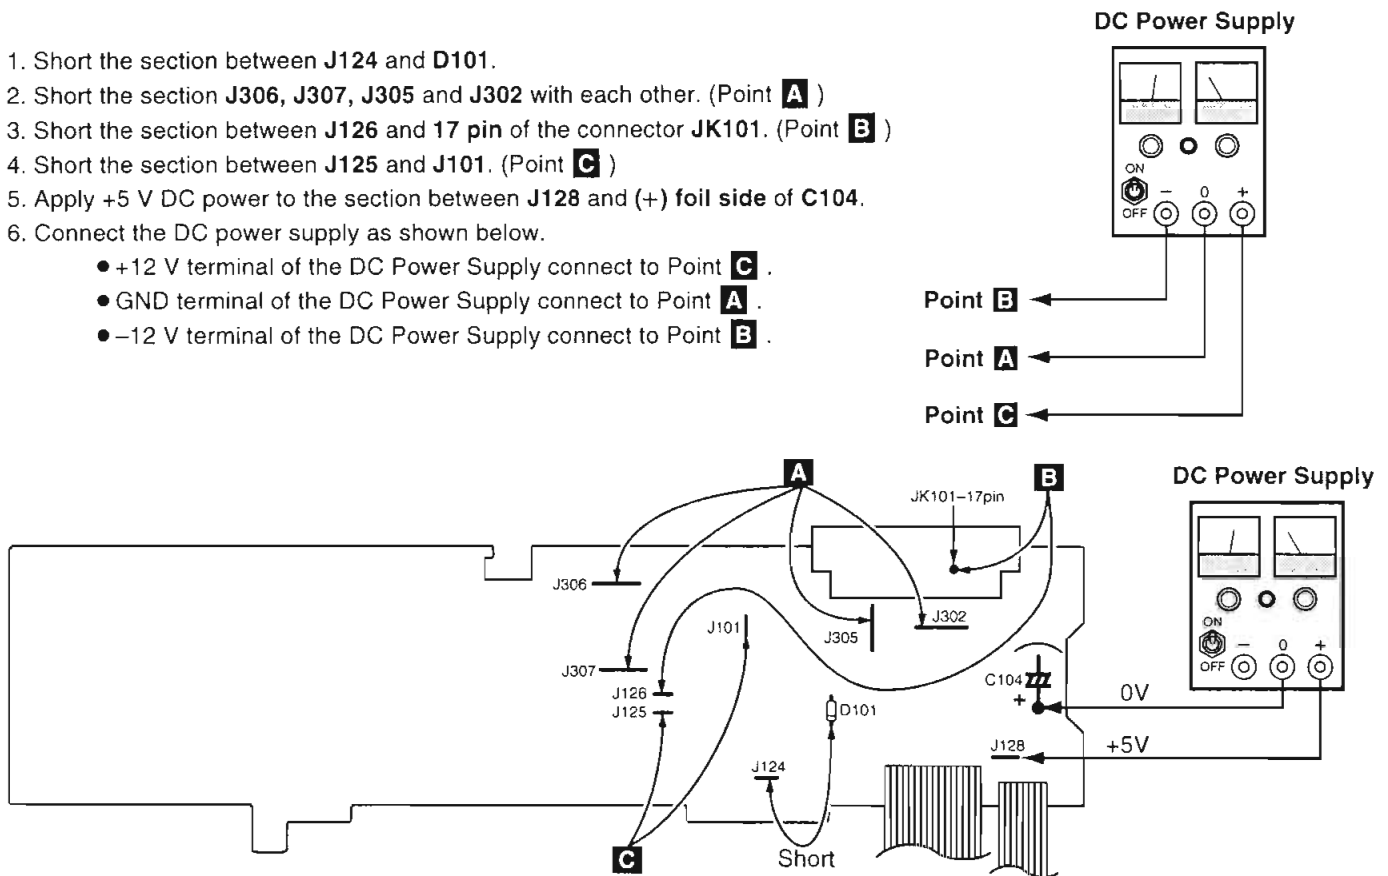 DC Power Supply
1. Short the section between J124 and D101.
2. Short the section J306, J307, J305 and J302 with each other. (Point A )
3. Short the section between J126 and 17 pin of the connector JK101. (Point B )
4. Short the section between J125 and J101. (Point C )
5. Apply +5 V DC power to the section between J128 and (+) foil side of C104.
6. Connect the DC power supply as shown below.
● +12 V terminal of the DC Power Supply connect to Point C .
● GND terminal of the DC Power Supply connect to Point A .
● –12 V terminal of the DC Power Supply connect to Point B .
ON
OFF
– 0 +
Point B
Point A
Point C
A
B
JK101–17pin
DC Power Supply
J306
J307
J101
J305
J302
J126
J125
D101
C104
+
J128
J124
ON
OFF
– 0 +
0V
+5V
C
Short